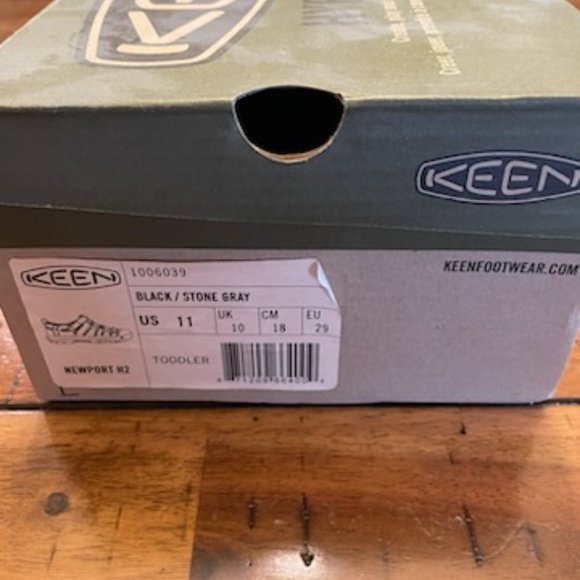 KEEN
KEEN
KEENFOOTWEAR.COM
KEEN
1006039
BLACK / STONE GRAY
US 11
UK 10
CM 18
EU 29
NEWPORT H2
TODDLER